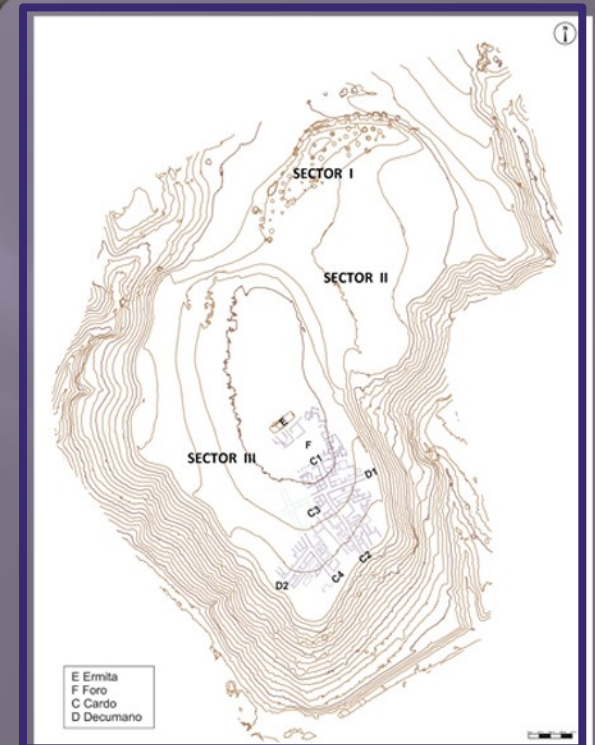 SECTOR I
SECTOR II
E
F
SECTOR III
C1
D1
C3
C2
C4
D2
E Ermita
F Foro
C Cardo
D Decumano